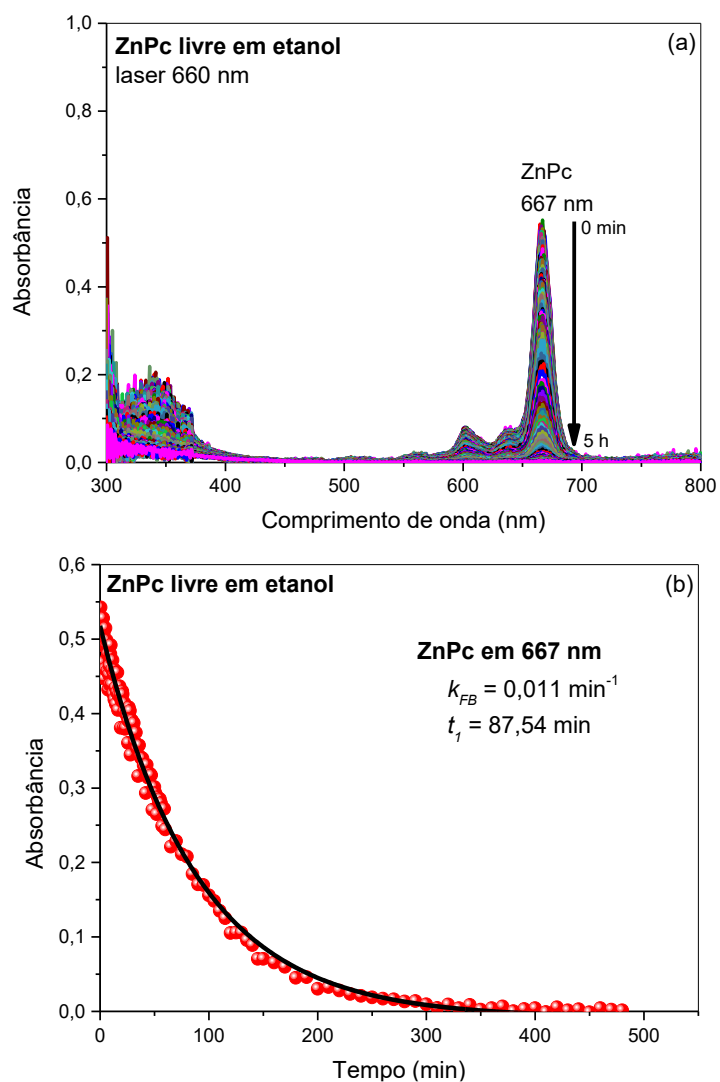 ZnPc livre em etanol
(a)
laser 660 nm
ZnPc
667 nm
0 min
5 h
1,0
0,8
0,6
0,4
0,2
0,0
Absorbância
300
400
500
600
700
800
Comprimento de onda (nm)
ZnPc livre em etanol
(b)
ZnPc em 667 nm
k_FB = 0,011 min⁻¹
t_1 = 87,54 min
0,6
0,5
0,4
0,3
0,2
0,1
0,0
Absorbância
0
100
200
300
400
500
Tempo (min)